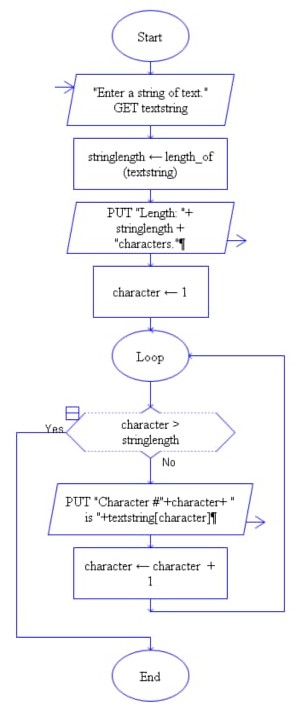 Start
"Enter a string of text."
GET textstring
stringlength ← length_of
(textstring)
PUT "Length: "+
stringlength +
"characters."¶
character ← 1
Loop
character >
stringlength
Yes
No
PUT "Character #"+character+ "
is "+textstring[character]¶
character ← character +
1
End